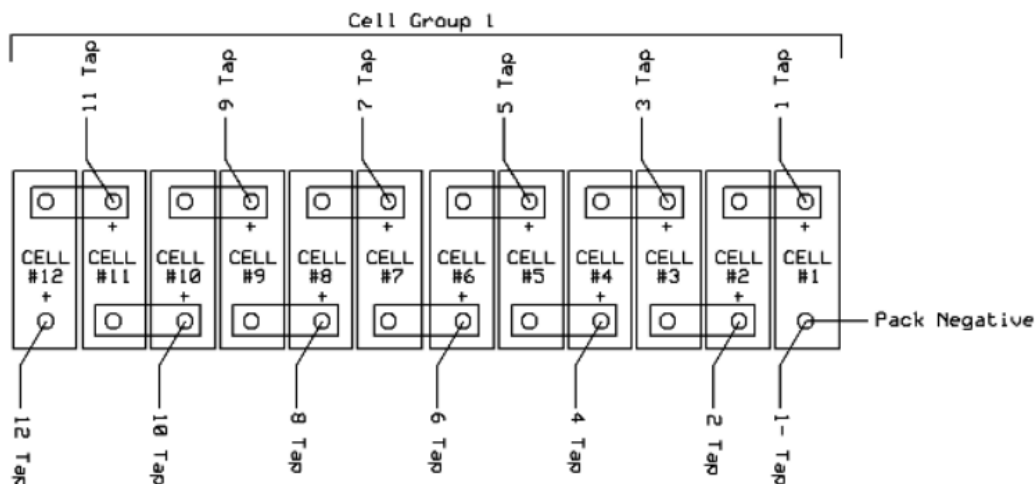 Cell Group 1
11 Tap
9 Tap
7 Tap
5 Tap
3 Tap
1 Tap
+
+
+
+
+
+
CELL
#12
CELL
#11
CELL
#10
CELL
#9
CELL
#8
CELL
#7
CELL
#6
CELL
#5
CELL
#4
CELL
#3
CELL
#2
CELL
#1
+
+
+
+
+
+
Pack Negative
12 Tap
10 Tap
8 Tap
6 Tap
4 Tap
2 Tap
1- Tap